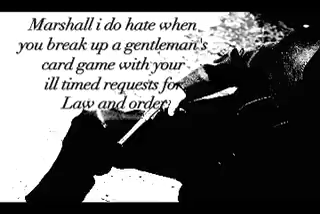 Marshall i do hate when
you break up a gentleman's
card game with your
ill timed requests for
Law and order